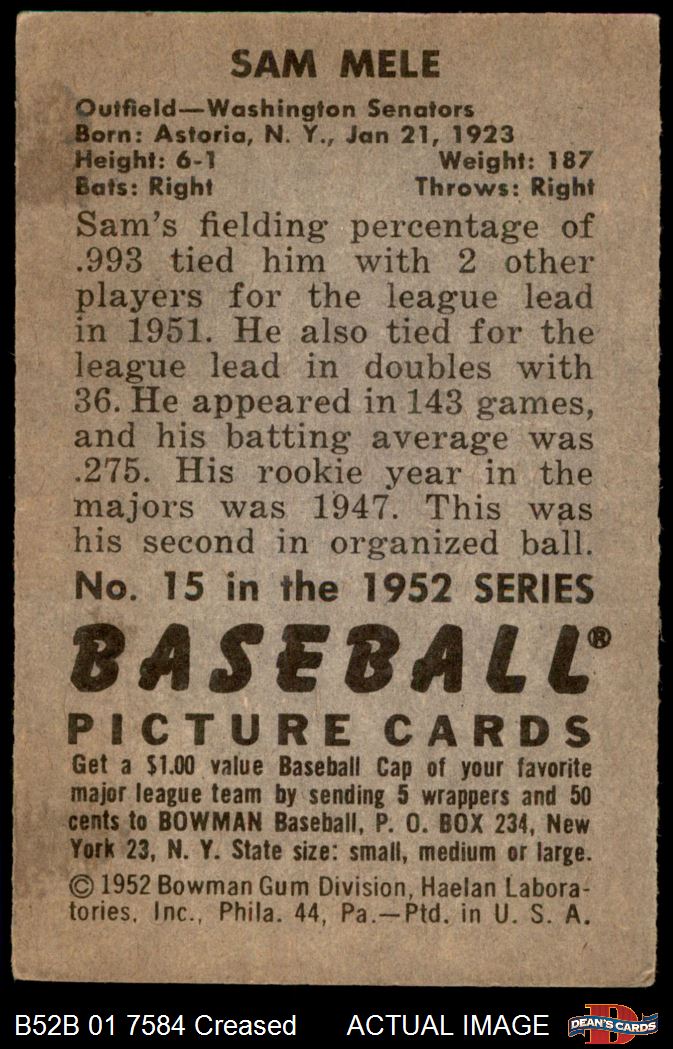 SAM MELE
Outfield—Washington Senators
Born: Astoria, N. Y., Jan 21, 1923
Height: 6-1 Weight: 187
Bats: Right Throws: Right
Sam's fielding percentage of
.993 tied him with 2 other
players for the league lead
in 1951. He also tied for the
league lead in doubles with
36. He appeared in 143 games,
and his batting average was
.275. His rookie year in the
majors was 1947. This was
his second in organized ball.
No. 15 in the 1952 SERIES
BASEBALL®
PICTURE CARDS
Get a $1.00 value Baseball Cap of your favorite
major league team by sending 5 wrappers and 50
cents to BOWMAN Baseball, P. O. BOX 234, New
York 23, N. Y. State size: small, medium or large.
© 1952 Bowman Gum Division, Haelan Labora-
tories, Inc., Phila. 44, Pa.—Ptd. in U. S. A.
B52B 01 7584 Creased ACTUAL IMAGE
D
DEAN'S CARDS